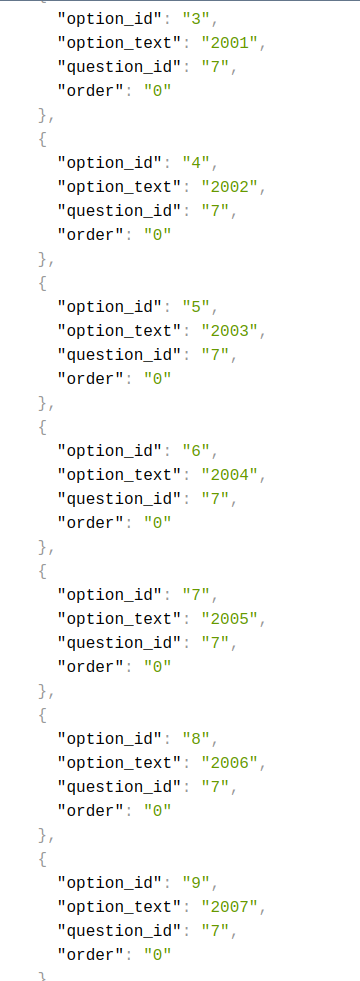 "option_id": "3",
"option_text": "2001",
"question_id": "7",
"order": "0"
},
{
"option_id": "4",
"option_text": "2002",
"question_id": "7",
"order": "0"
},
{
"option_id": "5",
"option_text": "2003",
"question_id": "7",
"order": "0"
},
{
"option_id": "6",
"option_text": "2004",
"question_id": "7",
"order": "0"
},
{
"option_id": "7",
"option_text": "2005",
"question_id": "7",
"order": "0"
},
{
"option_id": "8",
"option_text": "2006",
"question_id": "7",
"order": "0"
},
{
"option_id": "9",
"option_text": "2007",
"question_id": "7",
"order": "0"
}